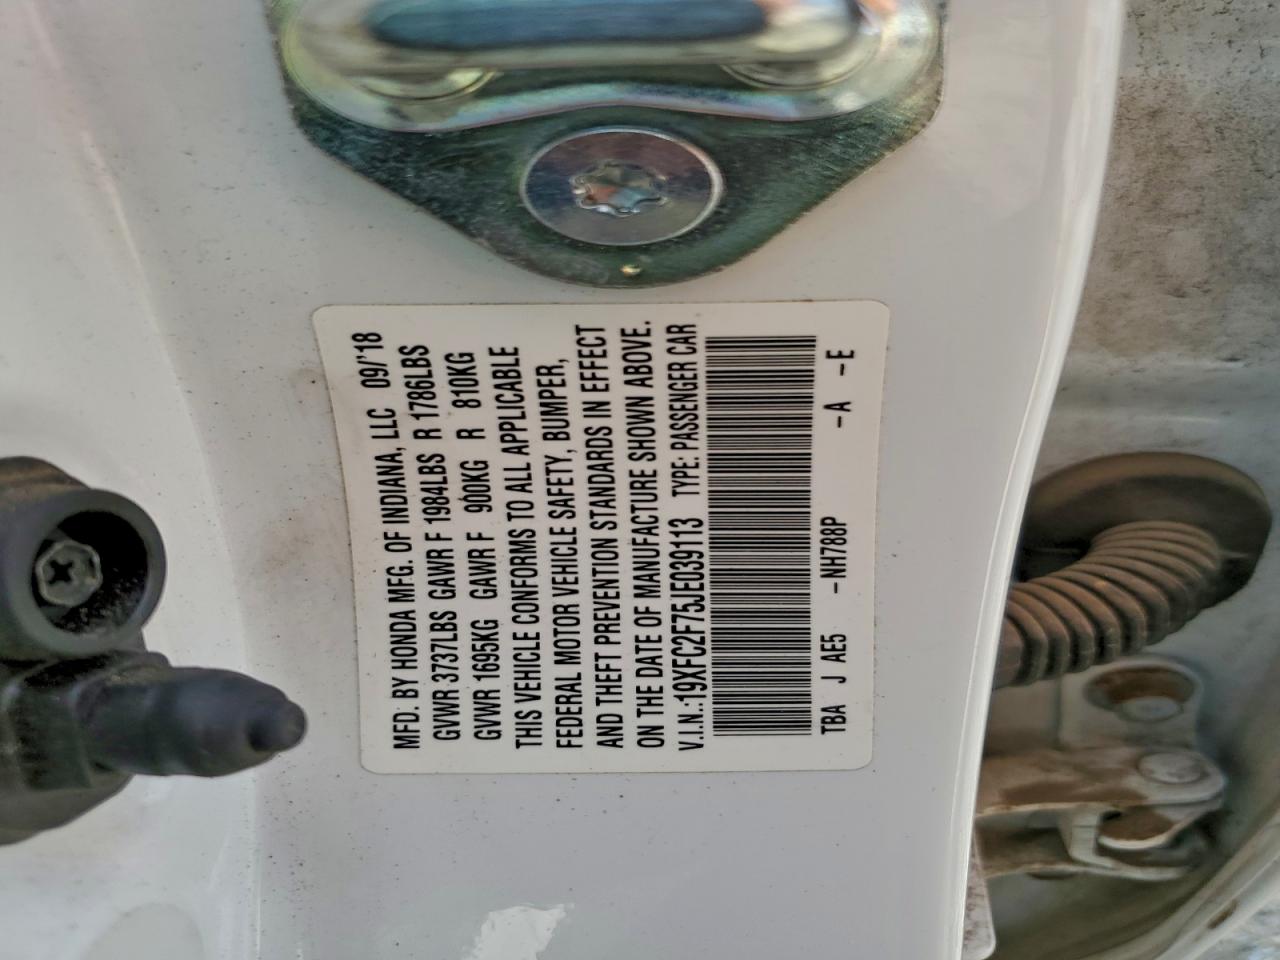 MFD. BY HONDA MFG. OF INDIANA, LLC 09/'18
GVWR 3737LBS GAWR F 1984LBS R 1786LBS
GVWR 1695KG GAWR F 900KG R 810KG
THIS VEHICLE CONFORMS TO ALL APPLICABLE
FEDERAL MOTOR VEHICLE SAFETY, BUMPER,
AND THEFT PREVENTION STANDARDS IN EFFECT
ON THE DATE OF MANUFACTURE SHOWN ABOVE.
V.I.N.:19XFC2F75JE039113 TYPE: PASSENGER CAR
TBA J AE5 -NH788P -A -E